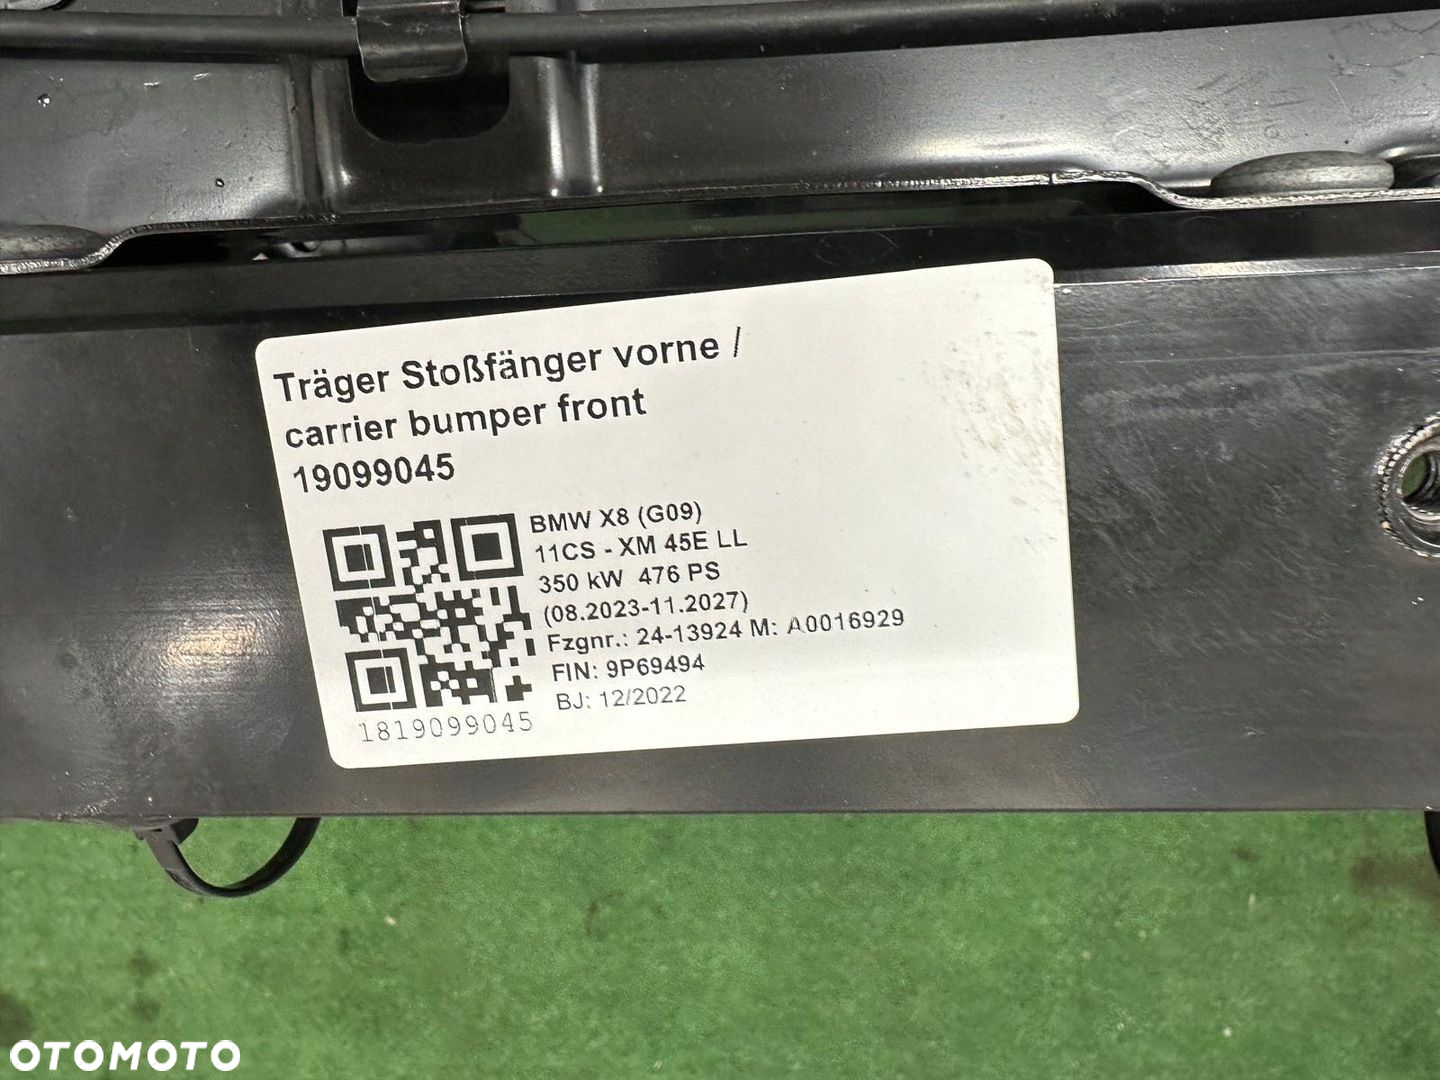 Träger Stoßfänger vorne /
carrier bumper front
19099045
BMW X8 (G09)
11CS - XM 45E LL
350 kW 476 PS
(08.2023-11.2027)
Fzgnr.: 24-13924 M: A0016929
FIN: 9P69494
BJ: 12/2022
1819099045
OTOMOTO